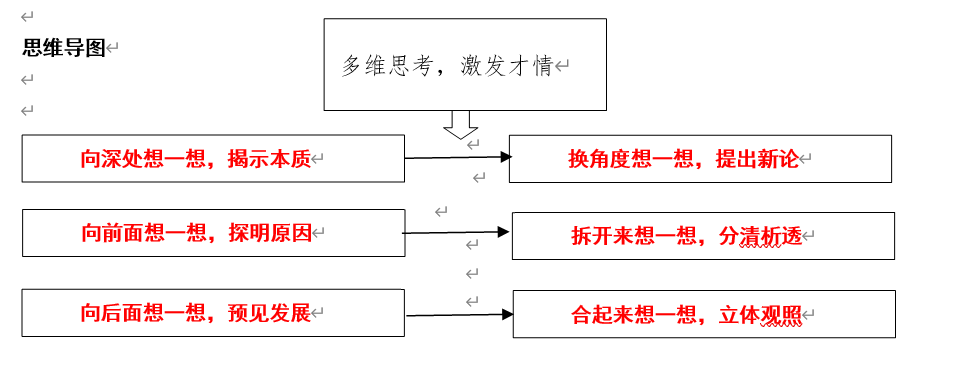 思维导图
多维思考，激发才情
向深处想一想，揭示本质
换角度想一想，提出新论
向前面想一想，探明原因
拆开来想一想，分清析透
向后面想一想，预见发展
合起来想一想，立体观照